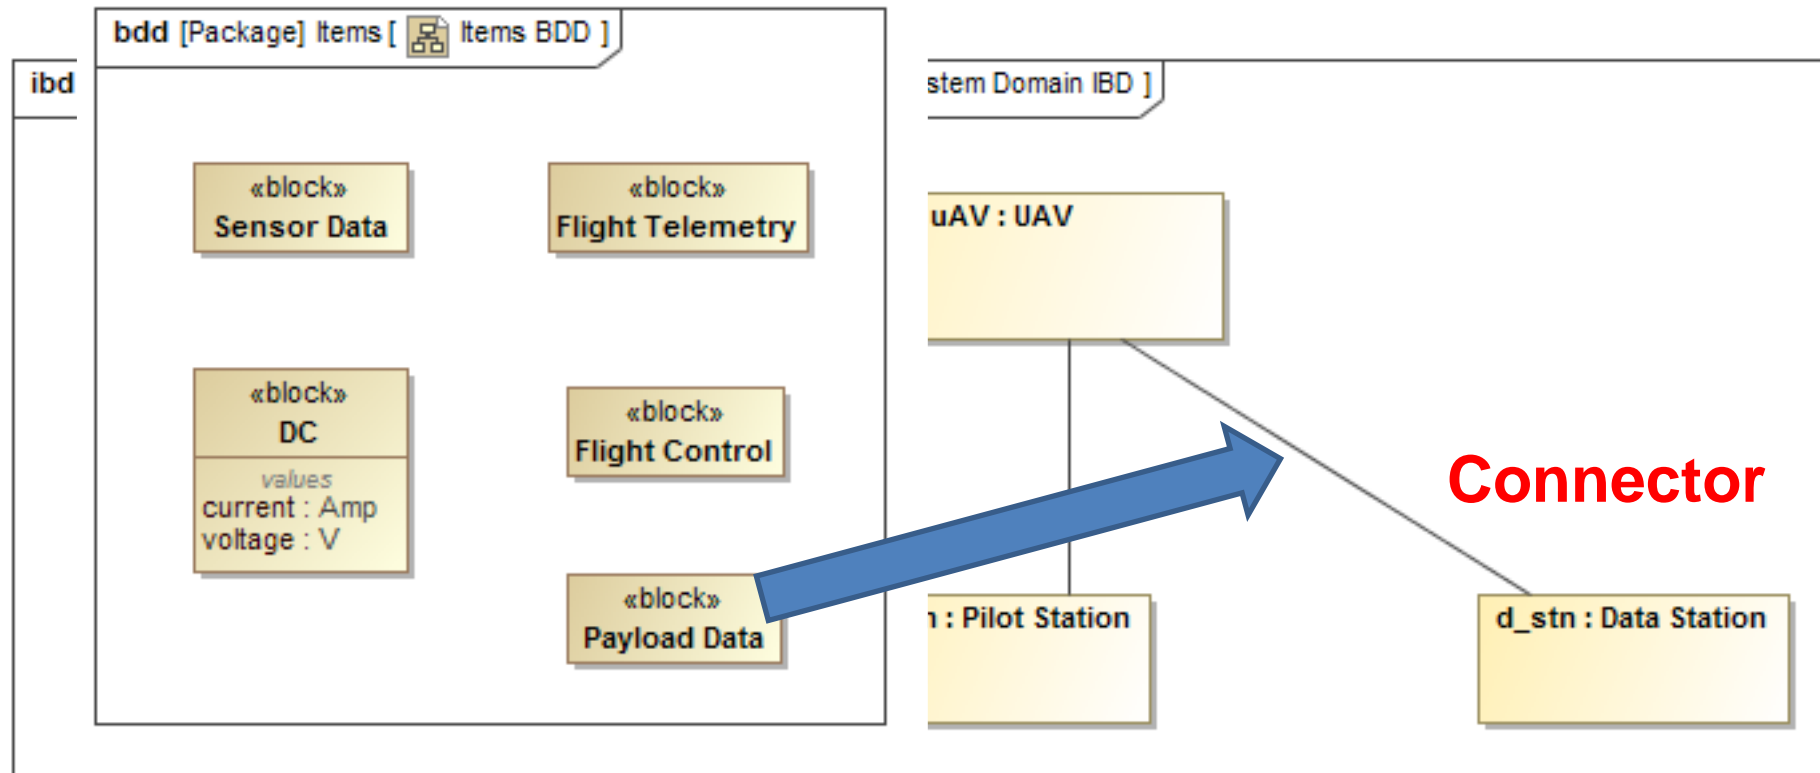 bdd [Package] Items [ Items BDD ]
ibd
stem Domain IBD ]
«block»
Sensor Data
«block»
Flight Telemetry
«block»
DC
values
current : Amp
voltage : V
«block»
Flight Control
«block»
Payload Data
uAV : UAV
Connector
: Pilot Station
d_stn : Data Station